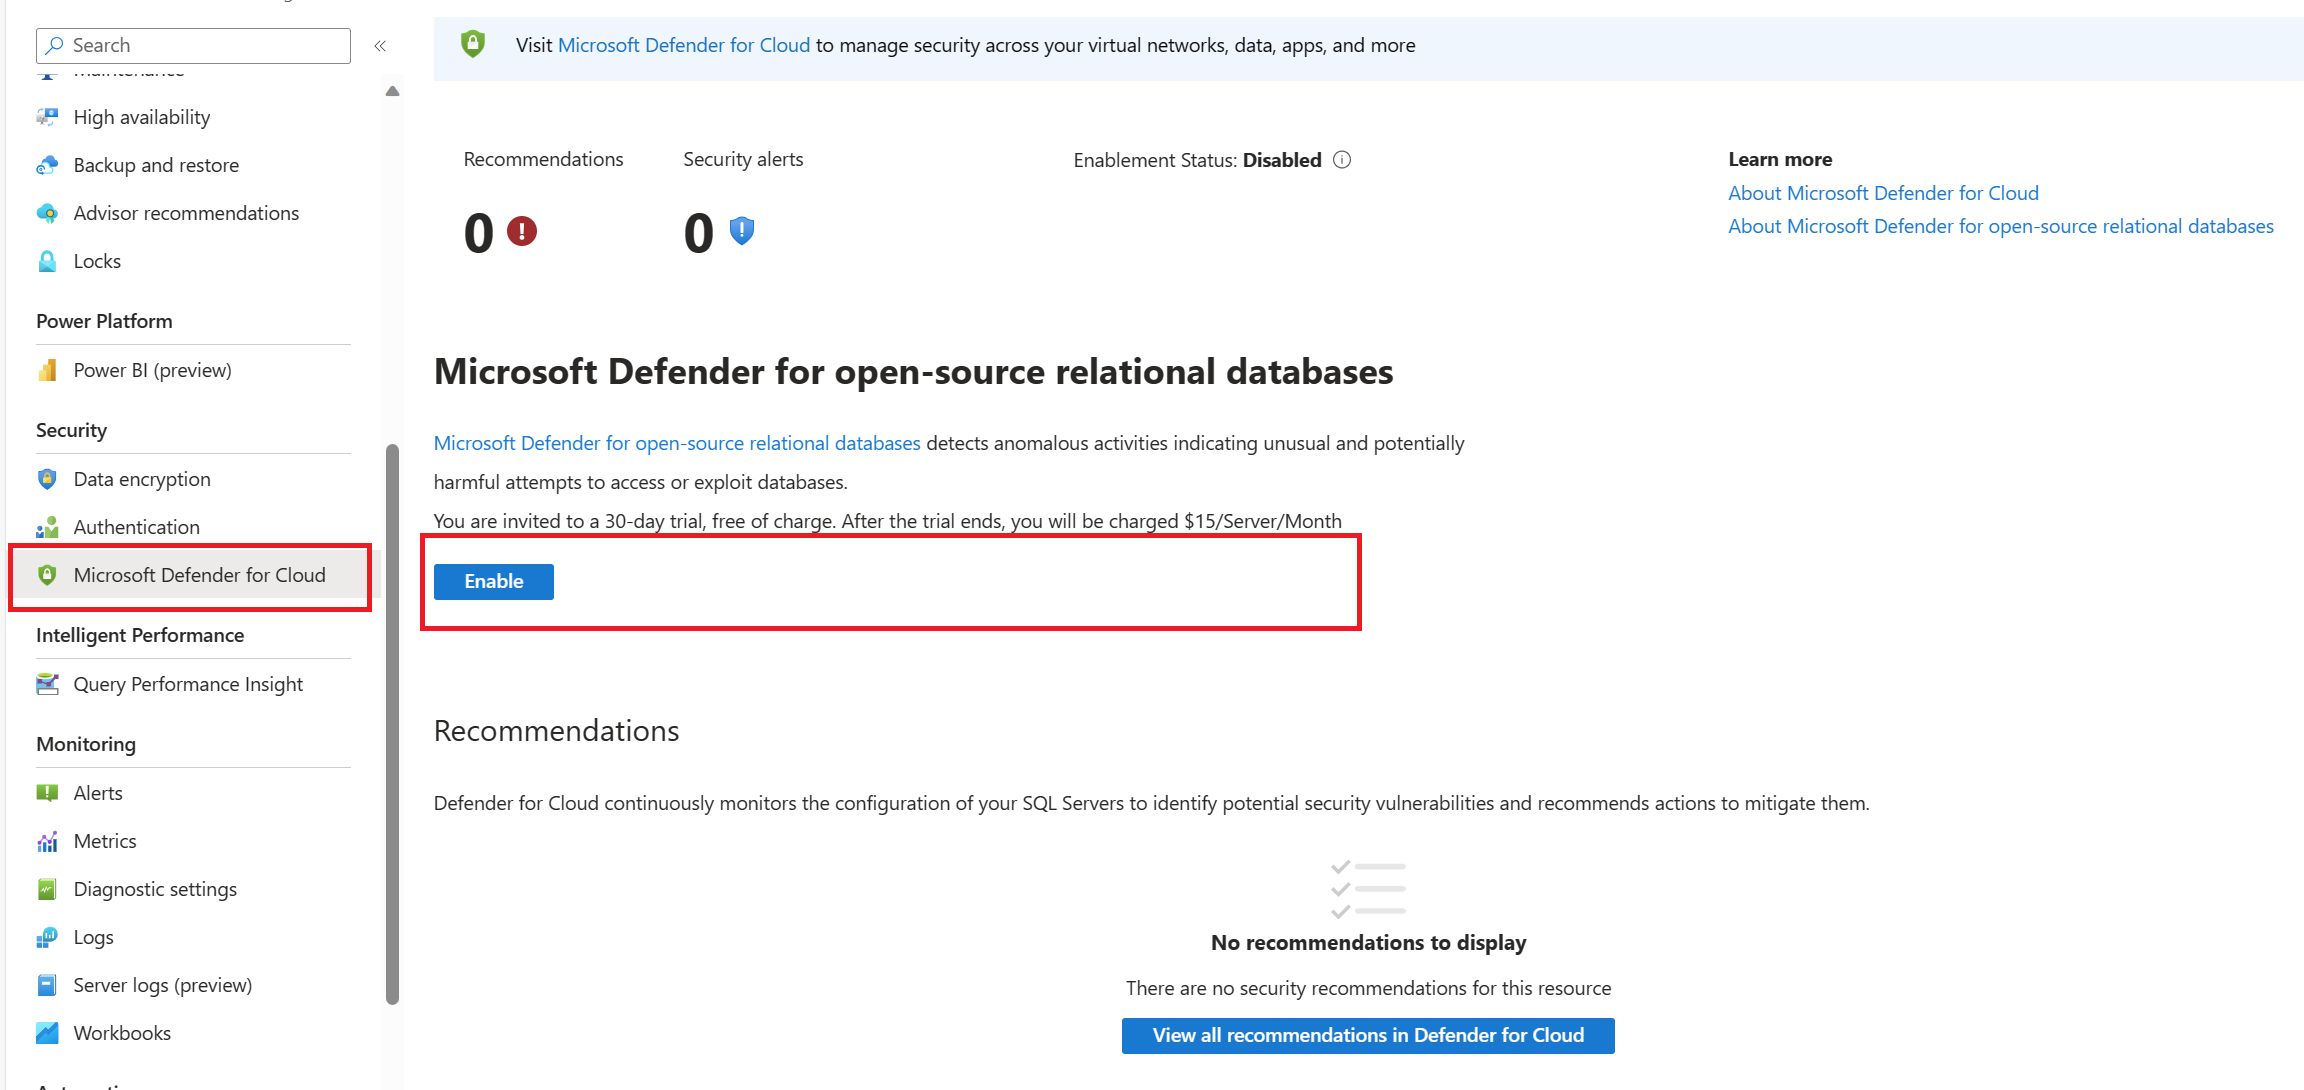 Search
Maintenance
High availability
Backup and restore
Advisor recommendations
Locks
Power Platform
Power BI (preview)
Security
Data encryption
Authentication
Microsoft Defender for Cloud
Intelligent Performance
Query Performance Insight
Monitoring
Alerts
Metrics
Diagnostic settings
Logs
Server logs (preview)
Workbooks
Visit Microsoft Defender for Cloud to manage security across your virtual networks, data, apps, and more
Recommendations
0
Security alerts
0
Enablement Status: Disabled
Learn more
About Microsoft Defender for Cloud
About Microsoft Defender for open-source relational databases
Microsoft Defender for open-source relational databases
Microsoft Defender for open-source relational databases detects anomalous activities indicating unusual and potentially
harmful attempts to access or exploit databases.
You are invited to a 30-day trial, free of charge. After the trial ends, you will be charged $15/Server/Month
Enable
Recommendations
Defender for Cloud continuously monitors the configuration of your SQL Servers to identify potential security vulnerabilities and recommends actions to mitigate them.
No recommendations to display
There are no security recommendations for this resource
View all recommendations in Defender for Cloud